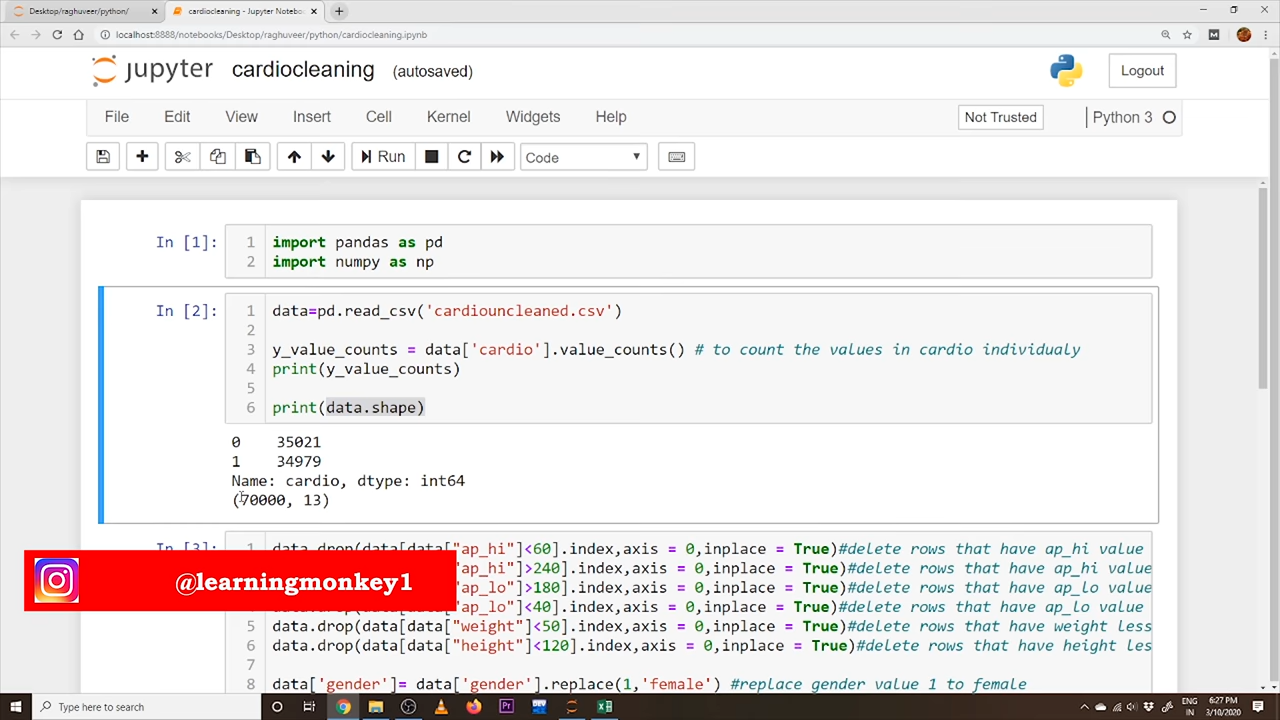 Desktop/raghuveer/python/
cardiocleaning - Jupyter Notebo
localhost:8888/notebooks/Desktop/raghuveer/python/cardiocleaning.ipynb
jupyter cardiocleaning (autosaved)
Logout
File Edit View Insert Cell Kernel Widgets Help
Not Trusted
Python 3
Run
Code
In [1]:
1 import pandas as pd
2 import numpy as np
In [2]:
1 data=pd.read_csv('cardiouncleaned.csv')
2
3 y_value_counts = data['cardio'].value_counts() # to count the values in cardio individualy
4 print(y_value_counts)
5
6 print(data.shape)
0 35021
1 34979
Name: cardio, dtype: int64
(70000, 13)
In [3]:
1 data.drop(data[data["ap_hi"]<60].index,axis = 0,inplace = True)#delete rows that have ap_hi value
"ap_hi"]>240].index,axis = 0,inplace = True)#delete rows that have ap_hi value
"ap_lo"]>180].index,axis = 0,inplace = True)#delete rows that have ap_lo value
"ap_lo"]<40].index,axis = 0,inplace = True)#delete rows that have ap_lo value
5 data.drop(data[data["weight"]<50].index,axis = 0,inplace = True)#delete rows that have weight less
6 data.drop(data[data["height"]<120].index,axis = 0,inplace = True)#delete rows that have height les
7
8 data['gender']= data['gender'].replace(1,'female') #replace gender value 1 to female
@learningmonkey1
Type here to search
Pr
ENG
IN
6:27 PM
3/10/2020